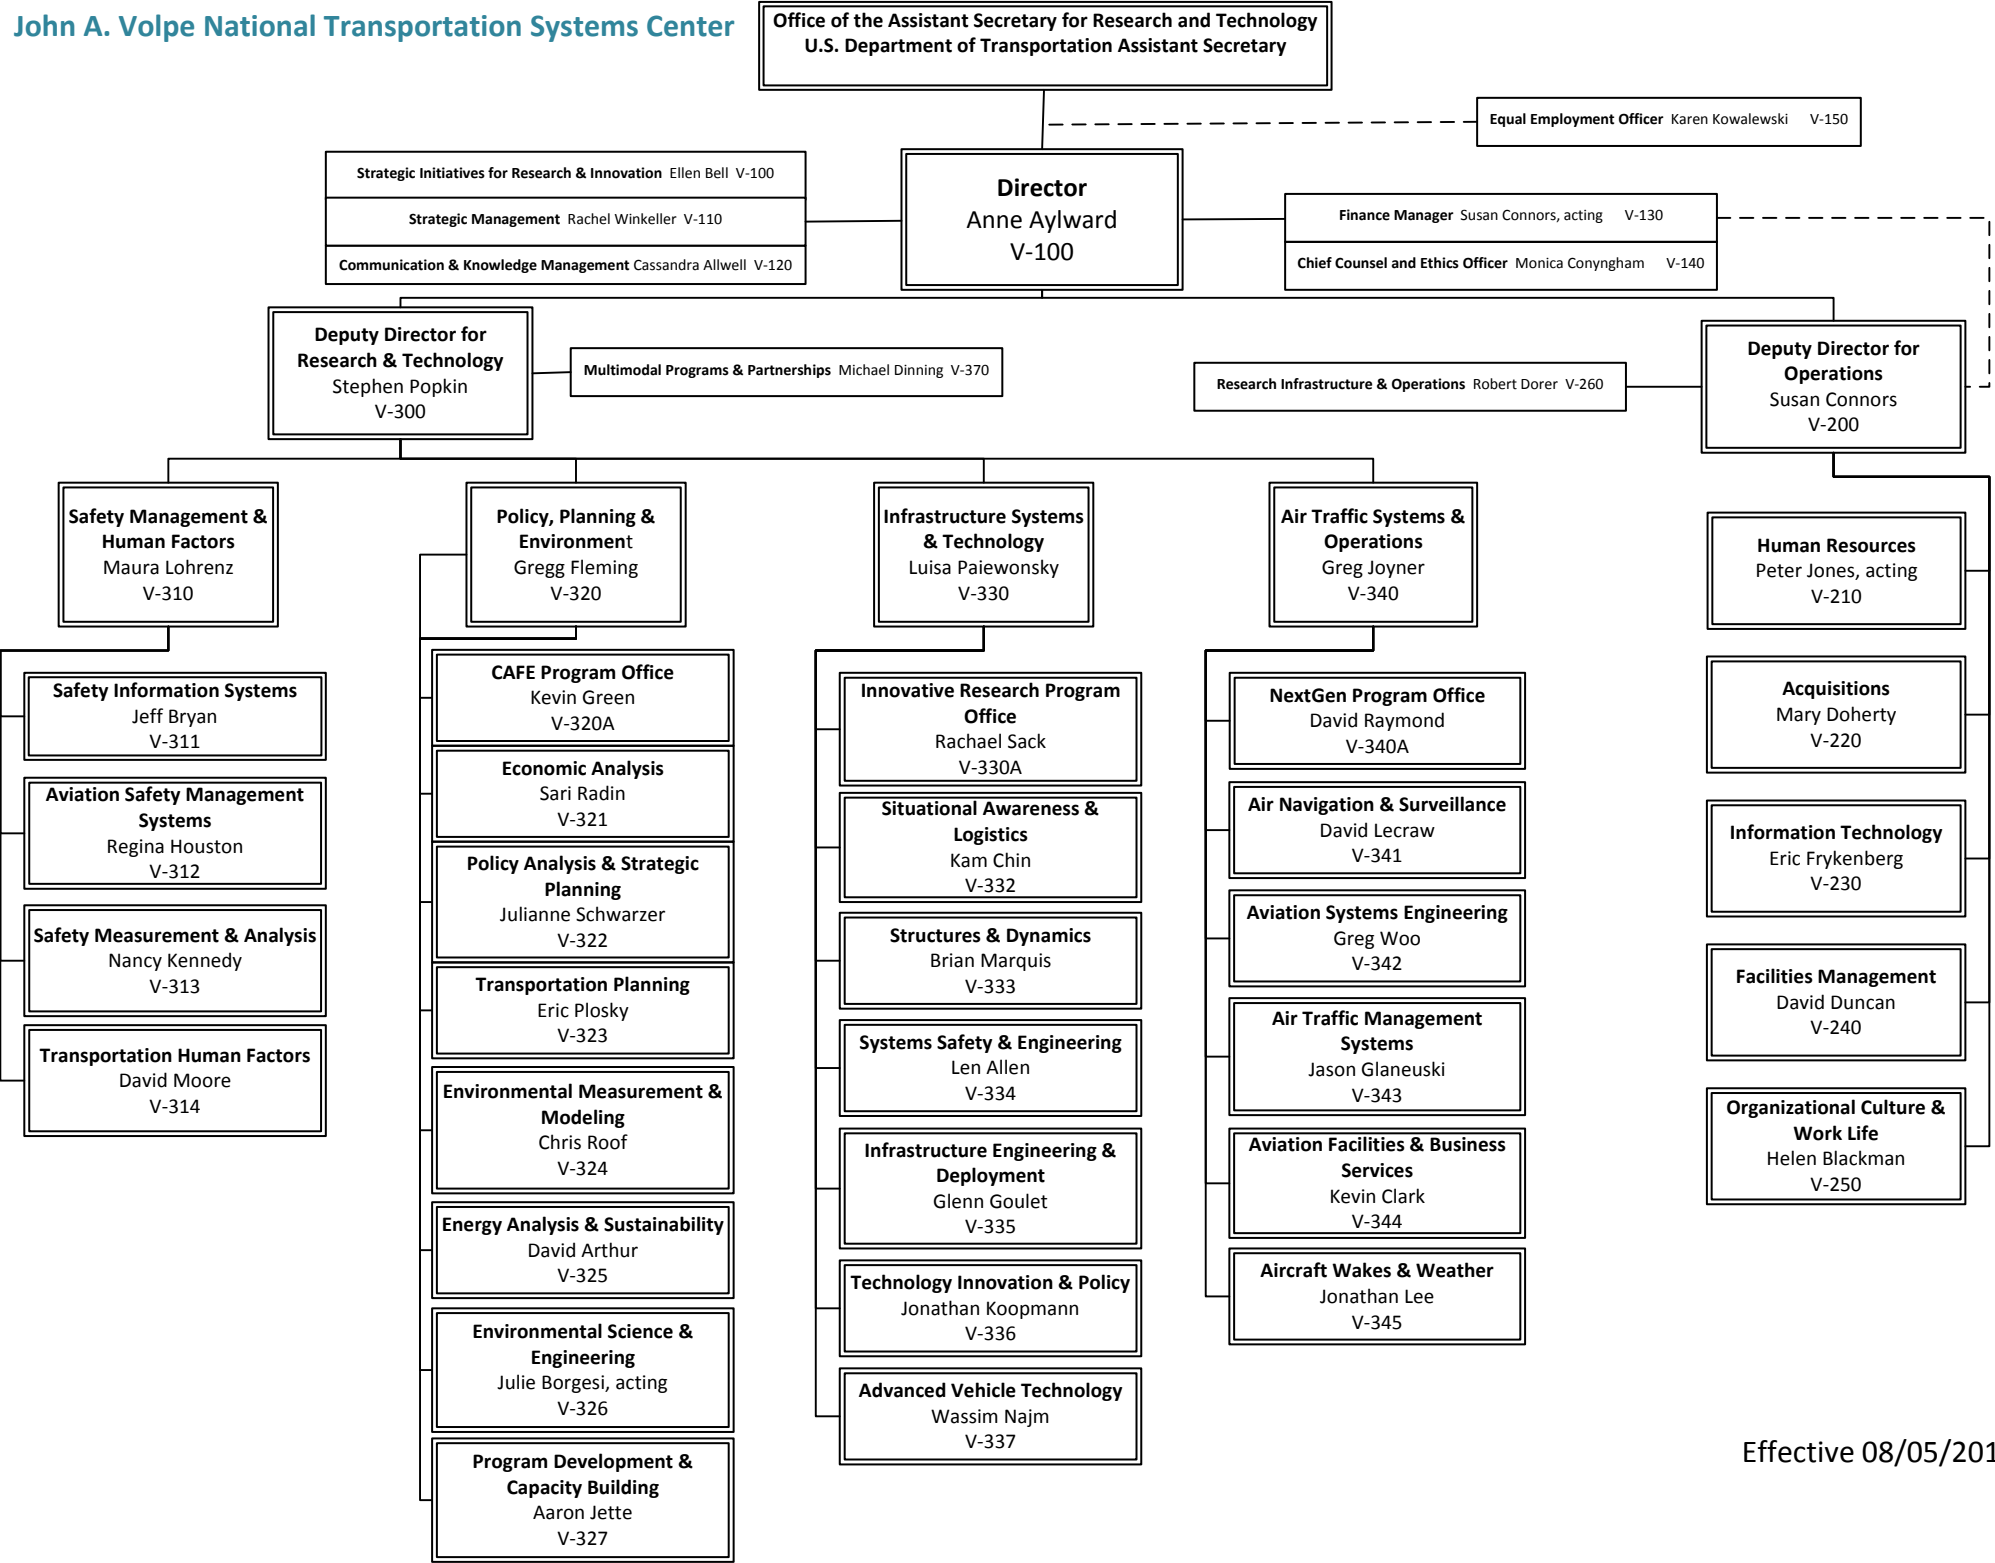 John A. Volpe National Transportation Systems Center
Office of the Assistant Secretary for Research and Technology
U.S. Department of Transportation Assistant Secretary
Equal Employment Officer Karen Kowalewski V-150
Strategic Initiatives for Research & Innovation Ellen Bell V-100
Strategic Management Rachel Winkeller V-110
Communication & Knowledge Management Cassandra Allwell V-120
Director
Anne Aylward
V-100
Finance Manager Susan Connors, acting V-130
Chief Counsel and Ethics Officer Monica Conyngham V-140
Deputy Director for
Research & Technology
Stephen Popkin
V-300
Multimodal Programs & Partnerships Michael Dinning V-370
Research Infrastructure & Operations Robert Dorer V-260
Deputy Director for
Operations
Susan Connors
V-200
Safety Management &
Human Factors
Maura Lohrenz
V-310
Safety Information Systems
Jeff Bryan
V-311
Aviation Safety Management
Systems
Regina Houston
V-312
Safety Measurement & Analysis
Nancy Kennedy
V-313
Transportation Human Factors
David Moore
V-314
Policy, Planning &
Environment
Gregg Fleming
V-320
CAFE Program Office
Kevin Green
V-320A
Economic Analysis
Sari Radin
V-321
Policy Analysis & Strategic
Planning
Julianne Schwarzer
V-322
Transportation Planning
Eric Plosky
V-323
Environmental Measurement &
Modeling
Chris Roof
V-324
Energy Analysis & Sustainability
David Arthur
V-325
Environmental Science &
Engineering
Julie Borgesi, acting
V-326
Program Development &
Capacity Building
Aaron Jette
V-327
Infrastructure Systems
& Technology
Luisa Paiewonsky
V-330
Innovative Research Program
Office
Rachael Sack
V-330A
Situational Awareness &
Logistics
Kam Chin
V-332
Structures & Dynamics
Brian Marquis
V-333
Systems Safety & Engineering
Len Allen
V-334
Infrastructure Engineering &
Deployment
Glenn Goulet
V-335
Technology Innovation & Policy
Jonathan Koopmann
V-336
Advanced Vehicle Technology
Wassim Najm
V-337
Air Traffic Systems &
Operations
Greg Joyner
V-340
NextGen Program Office
David Raymond
V-340A
Air Navigation & Surveillance
David Lecraw
V-341
Aviation Systems Engineering
Greg Woo
V-342
Air Traffic Management
Systems
Jason Glaneuski
V-343
Aviation Facilities & Business
Services
Kevin Clark
V-344
Aircraft Wakes & Weather
Jonathan Lee
V-345
Human Resources
Peter Jones, acting
V-210
Acquisitions
Mary Doherty
V-220
Information Technology
Eric Frykenberg
V-230
Facilities Management
David Duncan
V-240
Organizational Culture &
Work Life
Helen Blackman
V-250
Effective 08/05/201